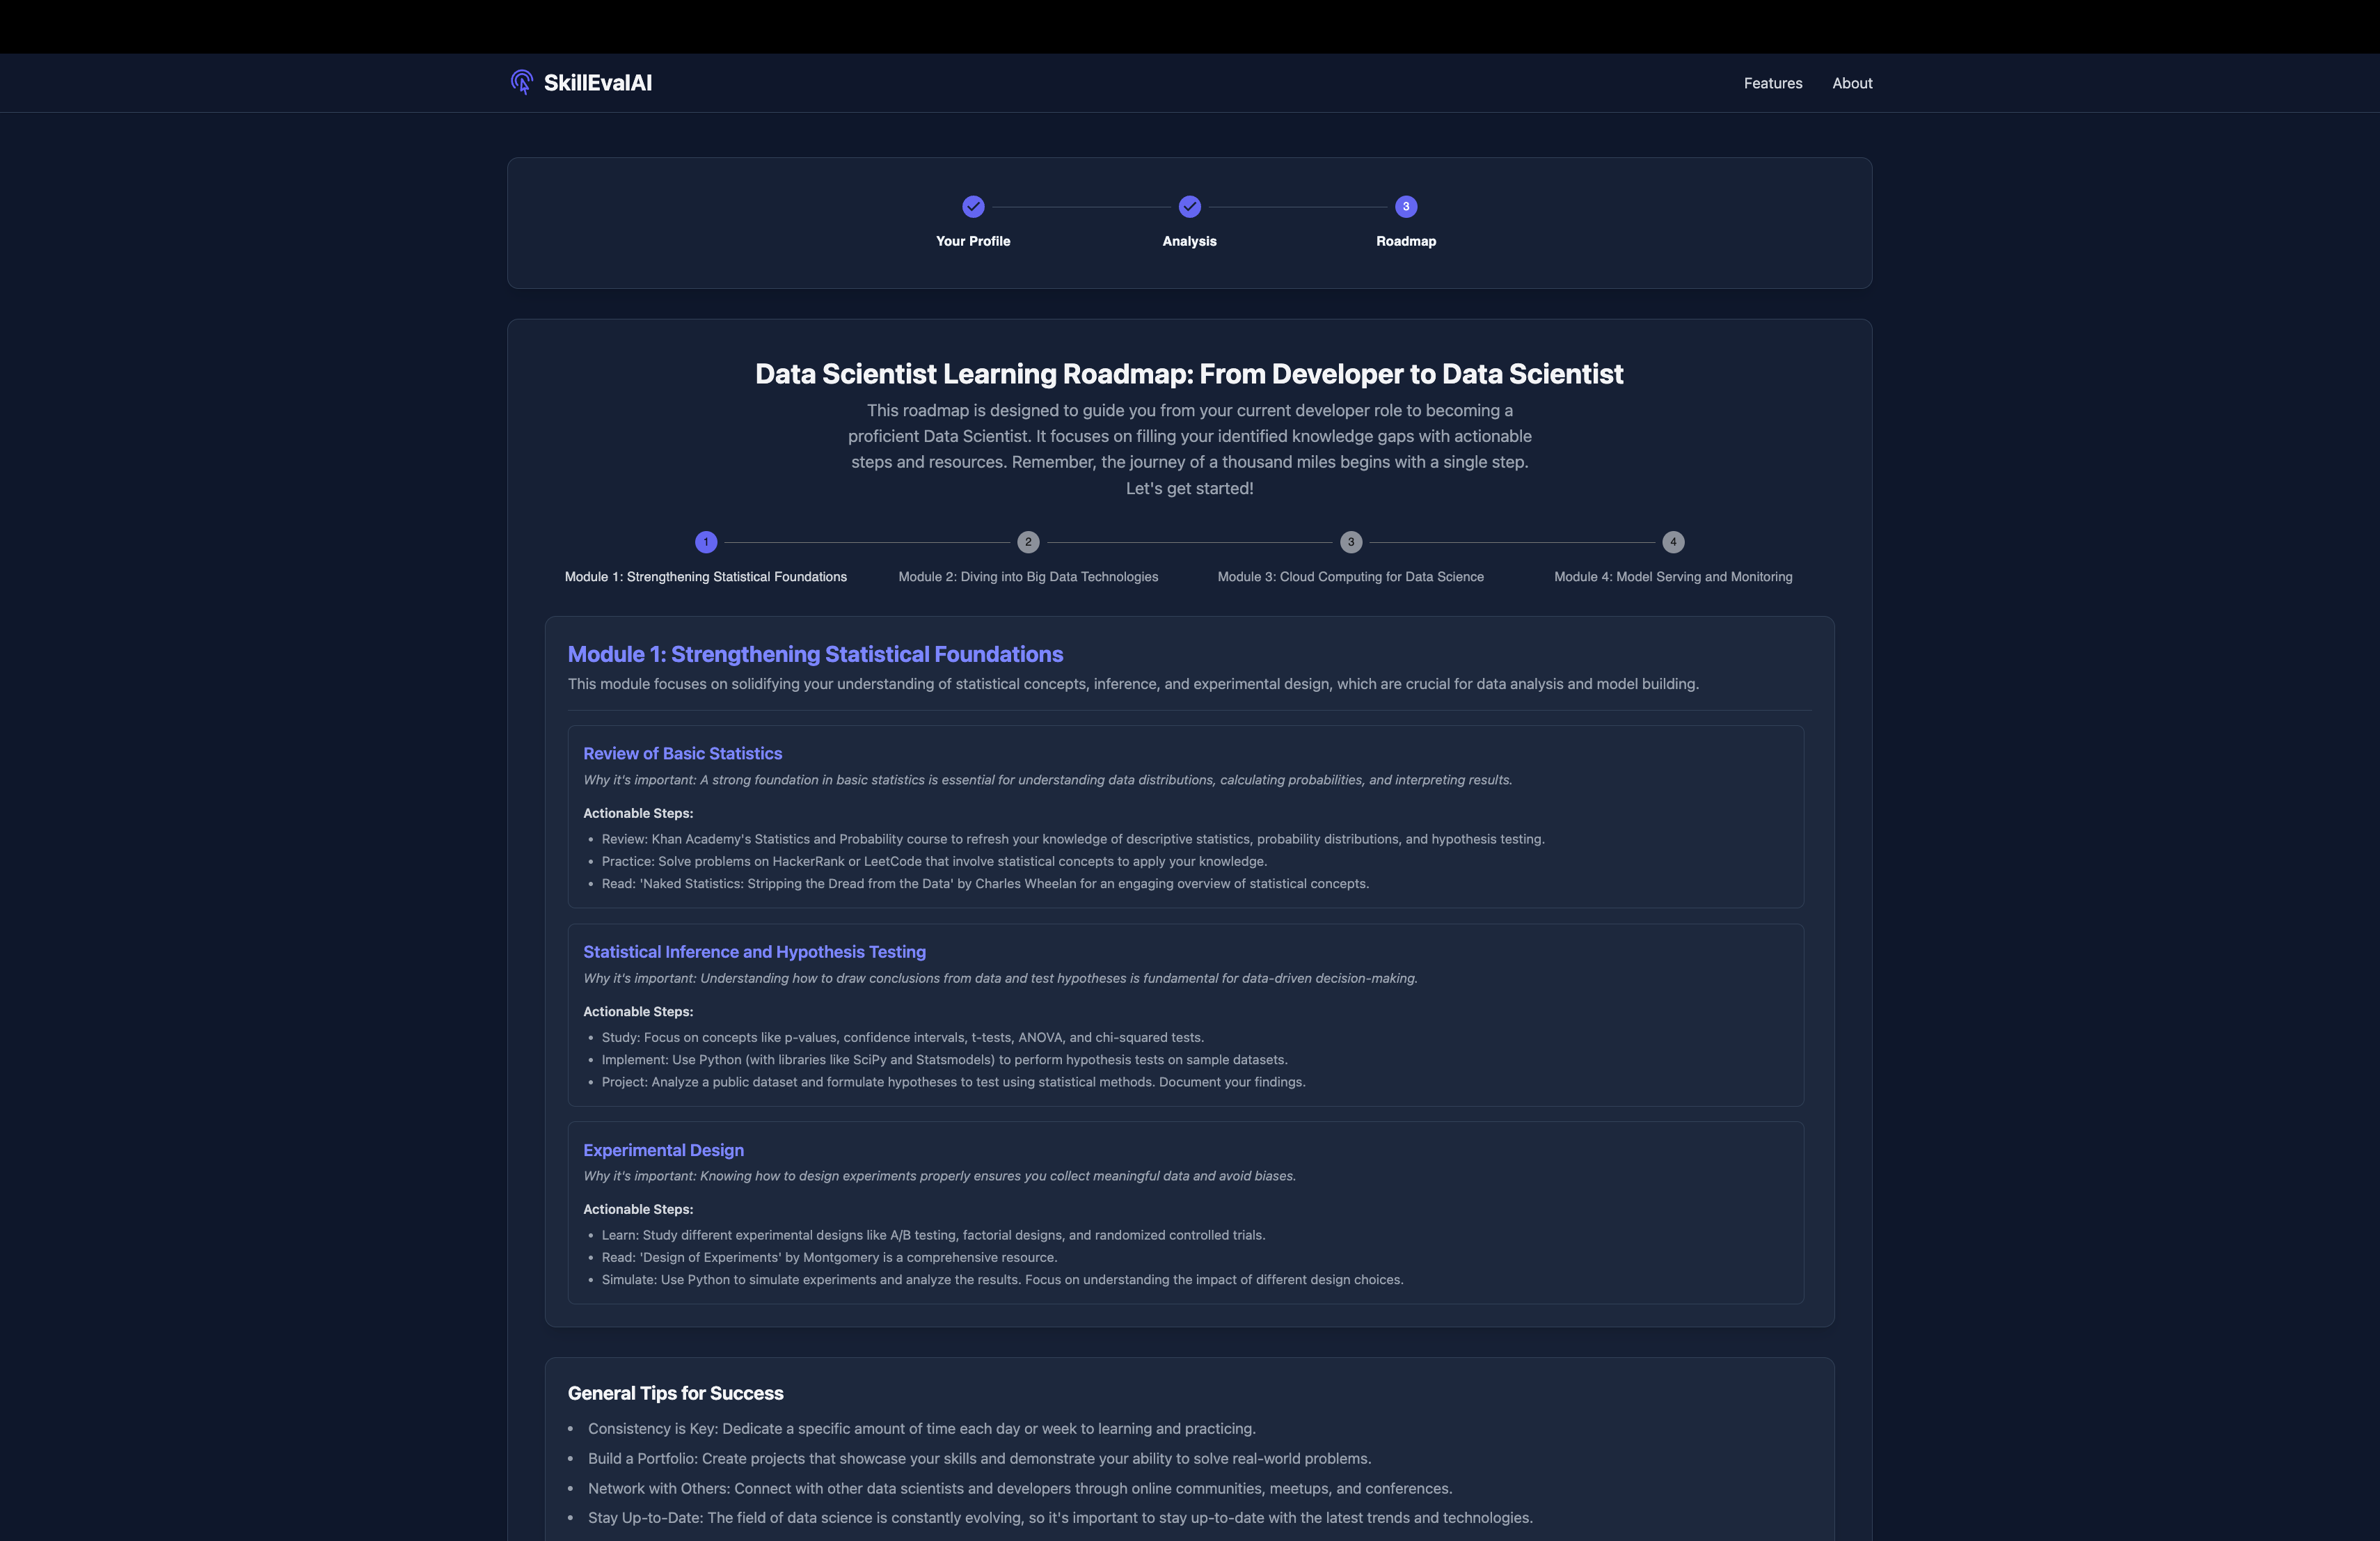 SkillEvalAI
Features About
3
Your Profile Analysis Roadmap
Data Scientist Learning Roadmap: From Developer to Data Scientist
This roadmap is designed to guide you from your current developer role to becoming a
proficient Data Scientist. It focuses on filling your identified knowledge gaps with actionable
steps and resources. Remember, the journey of a thousand miles begins with a single step.
Let's get started!
1 2 3 4
Module 1: Strengthening Statistical Foundations Module 2: Diving into Big Data Technologies Module 3: Cloud Computing for Data Science Module 4: Model Serving and Monitoring
Module 1: Strengthening Statistical Foundations
This module focuses on solidifying your understanding of statistical concepts, inference, and experimental design, which are crucial for data analysis and model building.
Review of Basic Statistics
Why it's important: A strong foundation in basic statistics is essential for understanding data distributions, calculating probabilities, and interpreting results.
Actionable Steps:
• Review: Khan Academy's Statistics and Probability course to refresh your knowledge of descriptive statistics, probability distributions, and hypothesis testing.
• Practice: Solve problems on HackerRank or LeetCode that involve statistical concepts to apply your knowledge.
• Read: 'Naked Statistics: Stripping the Dread from the Data' by Charles Wheelan for an engaging overview of statistical concepts.
Statistical Inference and Hypothesis Testing
Why it's important: Understanding how to draw conclusions from data and test hypotheses is fundamental for data-driven decision-making.
Actionable Steps:
• Study: Focus on concepts like p-values, confidence intervals, t-tests, ANOVA, and chi-squared tests.
• Implement: Use Python (with libraries like SciPy and Statsmodels) to perform hypothesis tests on sample datasets.
• Project: Analyze a public dataset and formulate hypotheses to test using statistical methods. Document your findings.
Experimental Design
Why it's important: Knowing how to design experiments properly ensures you collect meaningful data and avoid biases.
Actionable Steps:
• Learn: Study different experimental designs like A/B testing, factorial designs, and randomized controlled trials.
• Read: 'Design of Experiments' by Montgomery is a comprehensive resource.
• Simulate: Use Python to simulate experiments and analyze the results. Focus on understanding the impact of different design choices.
General Tips for Success
• Consistency is Key: Dedicate a specific amount of time each day or week to learning and practicing.
• Build a Portfolio: Create projects that showcase your skills and demonstrate your ability to solve real-world problems.
• Network with Others: Connect with other data scientists and developers through online communities, meetups, and conferences.
• Stay Up-to-Date: The field of data science is constantly evolving, so it's important to stay up-to-date with the latest trends and technologies.